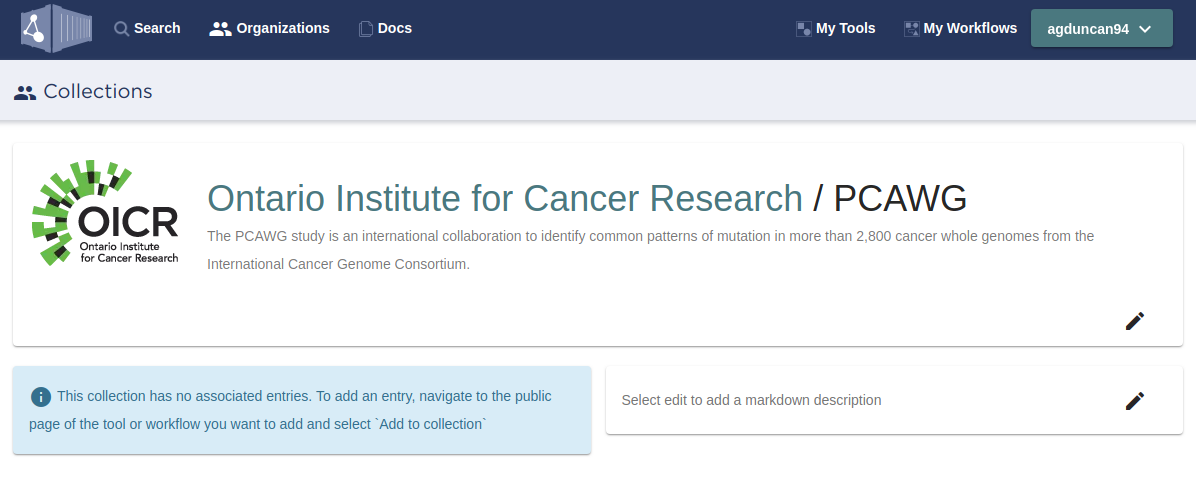 Search Organizations Docs My Tools My Workflows agduncan94
Collections
OICR
Ontario Institute
for Cancer Research
Ontario Institute for Cancer Research / PCAWG
The PCAWG study is an international collaboration to identify common patterns of mutation in more than 2,800 cancer whole genomes from the
International Cancer Genome Consortium.
This collection has no associated entries. To add an entry, navigate to the public
page of the tool or workflow you want to add and select `Add to collection`
Select edit to add a markdown description